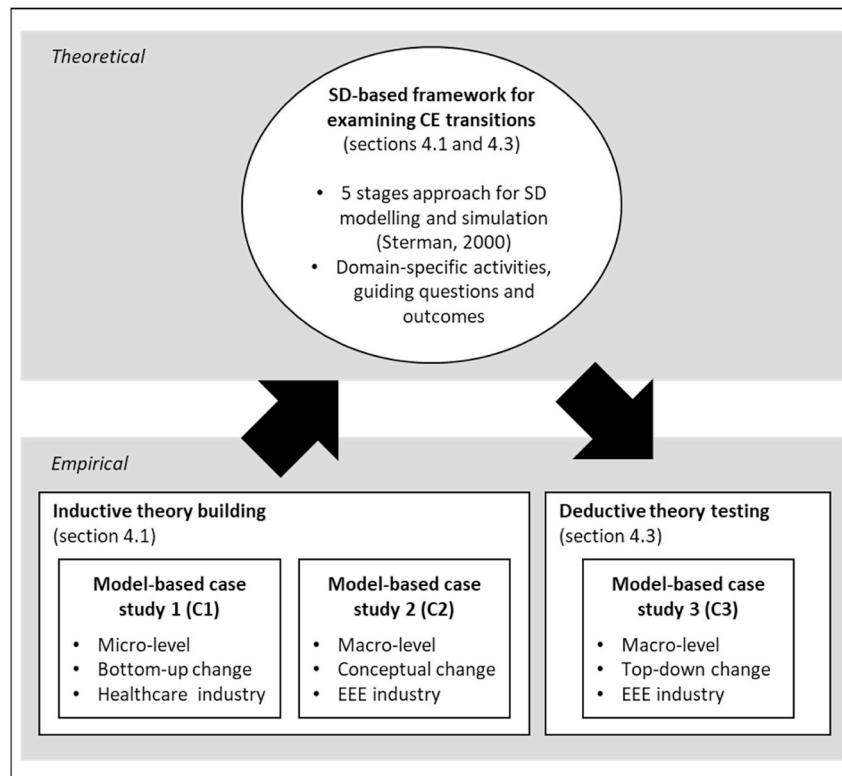 Theoretical
SD-based framework for
examining CE transitions
(sections 4.1 and 4.3)
• 5 stages approach for SD
modelling and simulation
(Sterman, 2000)
• Domain-specific activities,
guiding questions and
outcomes
Empirical
Inductive theory building
(section 4.1)
Model-based case
study 1 (C1)
• Micro-level
• Bottom-up change
• Healthcare industry
Model-based case
study 2 (C2)
• Macro-level
• Conceptual change
• EEE industry
Deductive theory testing
(section 4.3)
Model-based case
study 3 (C3)
• Macro-level
• Top-down change
• EEE industry